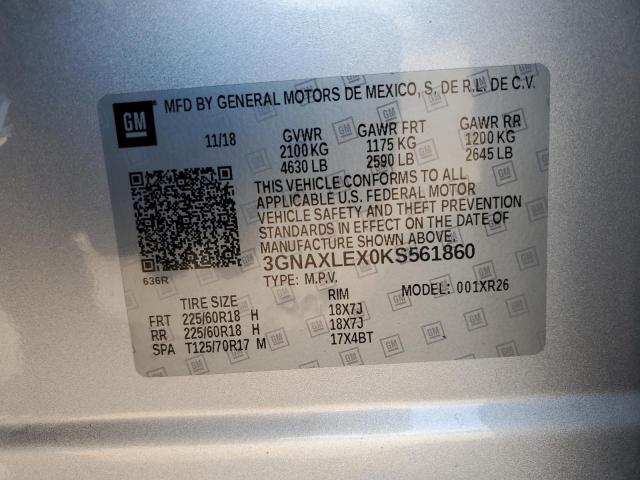 GM
MFD BY GENERAL MOTORS DE MEXICO, S, DE R.L. DE C.V.
11/18 GVWR GAWR FRT GAWR RR
2100 KG 1175 KG 1200 KG
4630 LB 2590 LB 2645 LB
THIS VEHICLE CONFORMS TO ALL
APPLICABLE U.S. FEDERAL MOTOR
VEHICLE SAFETY AND THEFT PREVENTION
STANDARDS IN EFFECT ON THE DATE OF
MANUFACTURE SHOWN ABOVE.
3GNAXLEX0KS561860
636R
TYPE: M.P.V. MODEL: 001XR26
TIRE SIZE RIM
FRT 225/60R18 H 18X7J
RR 225/60R18 H 18X7J
SPA T125/70R17 M 17X4BT